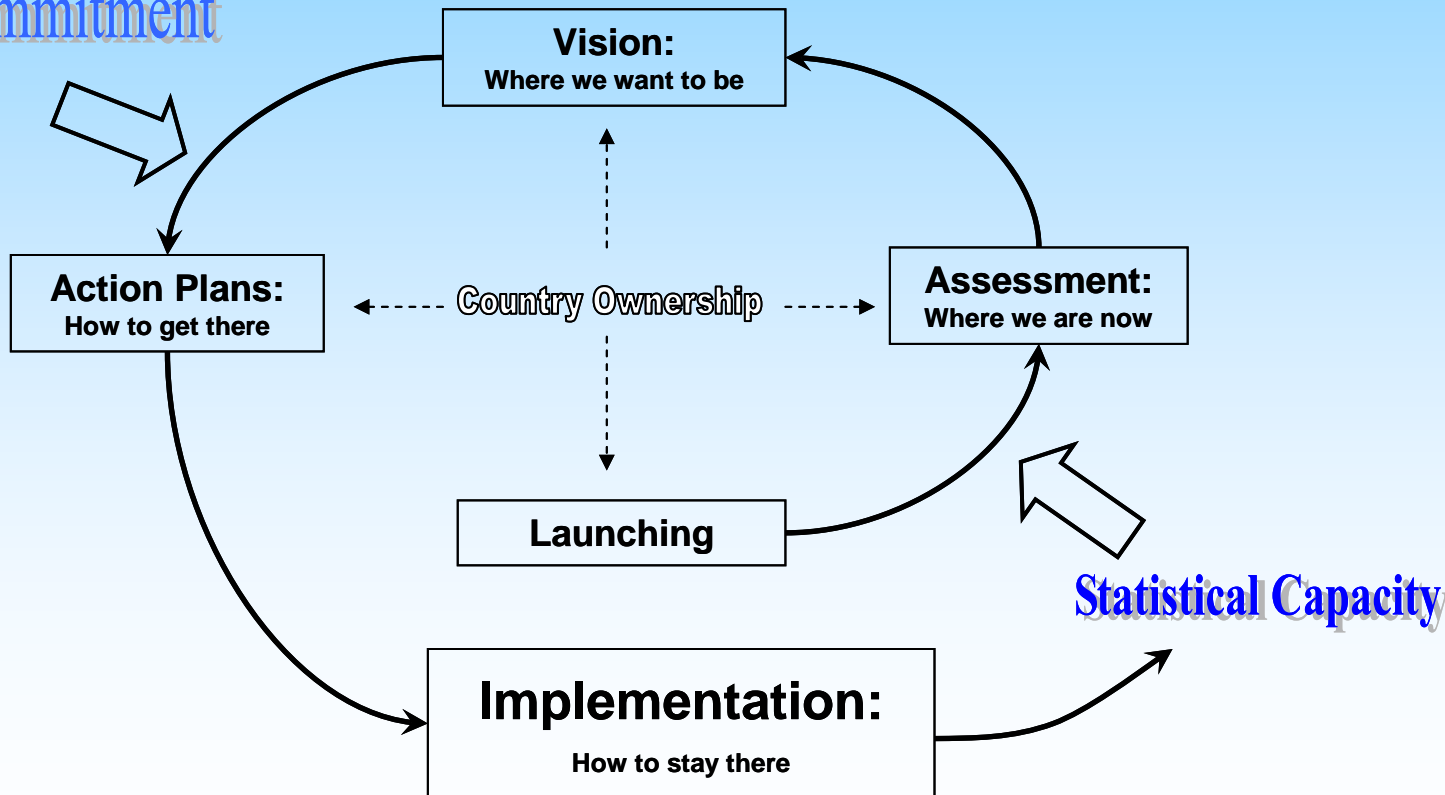 mmitment
Vision:
Where we want to be
Action Plans:
How to get there
Country Ownership
Assessment:
Where we are now
Launching
Statistical Capacity
Implementation:
How to stay there